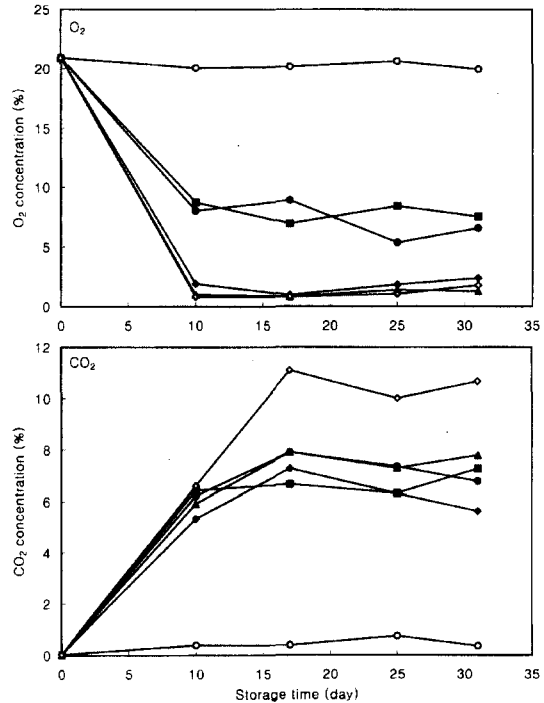 25
O₂
20
15
10
5
0
O₂ concentration (%)
0 5 10 15 20 25 30 35
12
CO₂
10
8
6
4
2
0
CO₂ concentration (%)
0 5 10 15 20 25 30 35
Storage time (day)